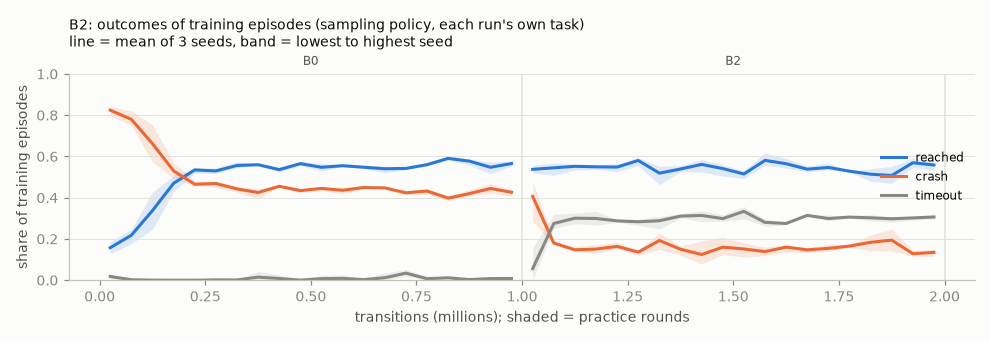 B2: outcomes of training episodes (sampling policy, each run's own task)
line = mean of 3 seeds, band = lowest to highest seed
B0
B2
share of training episodes
1.0
0.8
0.6
0.4
0.2
0.0
reached
crash
timeout
0.00
0.25
0.50
0.75
1.00
1.25
1.50
1.75
2.00
transitions (millions); shaded = practice rounds